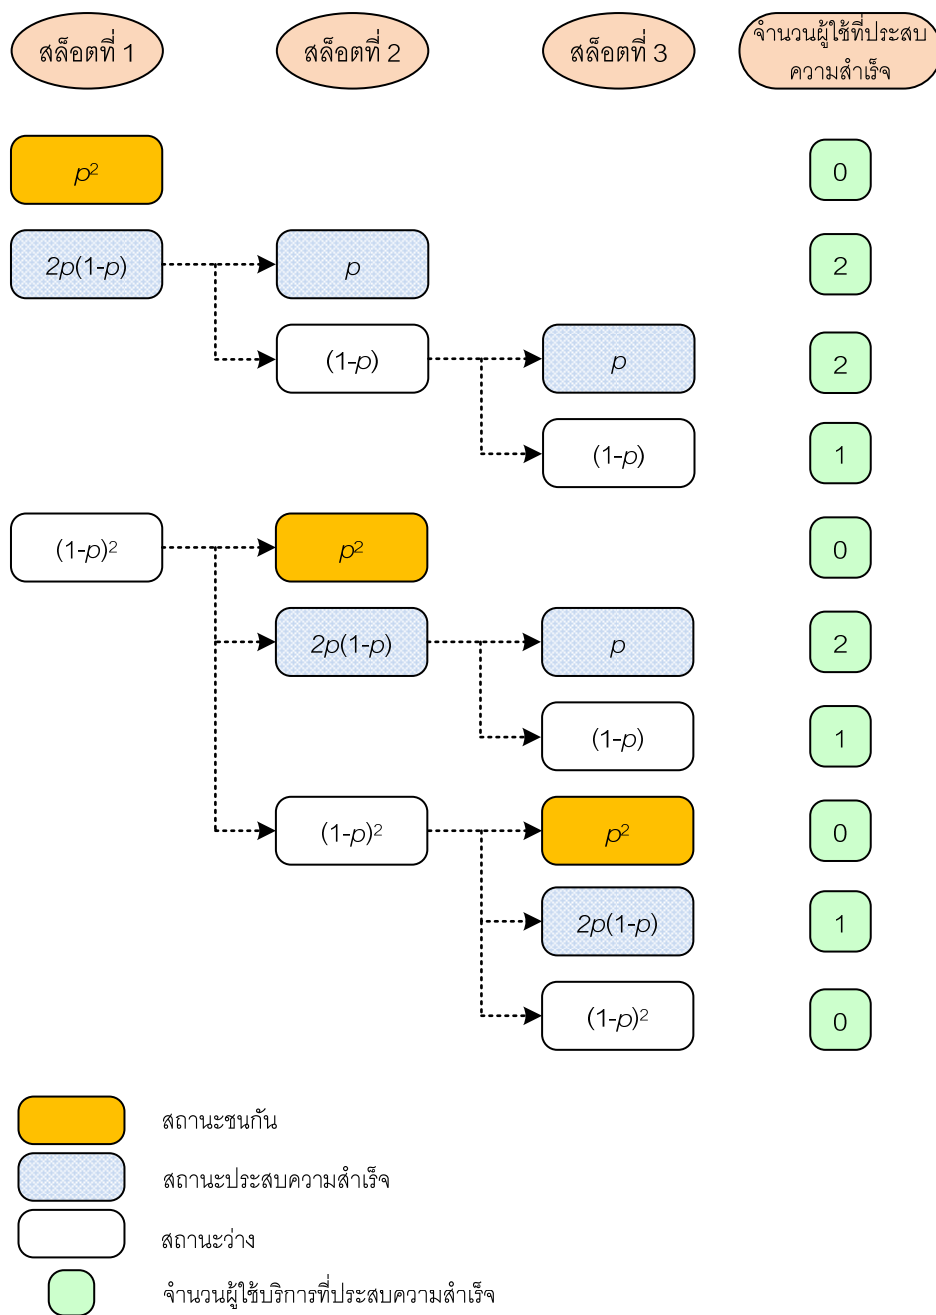 สล็อตที่ 1
สล็อตที่ 2
สล็อตที่ 3
จำนวนผู้ใช้ที่ประสบ
ความสำเร็จ
p²
0
2p(1-p)
p
2
(1-p)
p
2
(1-p)
1
(1-p)²
p²
0
2p(1-p)
p
2
(1-p)
1
(1-p)²
p²
0
2p(1-p)
1
(1-p)²
0
สถานะชนกัน
สถานะประสบความสำเร็จ
สถานะว่าง
จำนวนผู้ใช้บริการที่ประสบความสำเร็จ